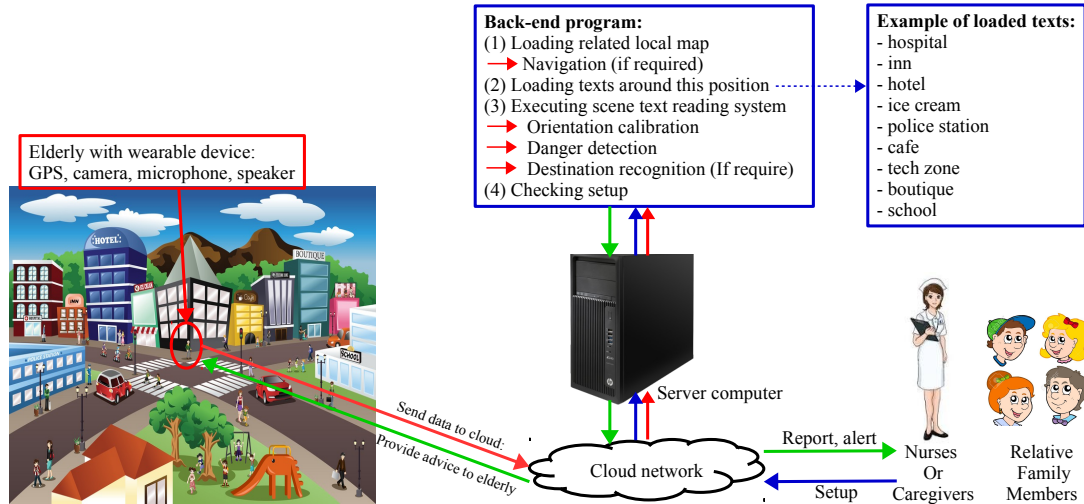 Back-end program:
(1) Loading related local map
Navigation (if required)
(2) Loading texts around this position
(3) Executing scene text reading system
Orientation calibration
Danger detection
Destination recognition (If require)
(4) Checking setup
Example of loaded texts:
- hospital
- inn
- hotel
- ice cream
- police station
- cafe
- tech zone
- boutique
- school
Elderly with wearable device:
GPS, camera, microphone, speaker
HOTEL
BOUTIQUE
INN
SCHOOL
Server computer
Send data to cloud:
Provide advice to elderly
Cloud network
Report, alert
Setup
Nurses
Or
Caregivers
Relative
Family
Members